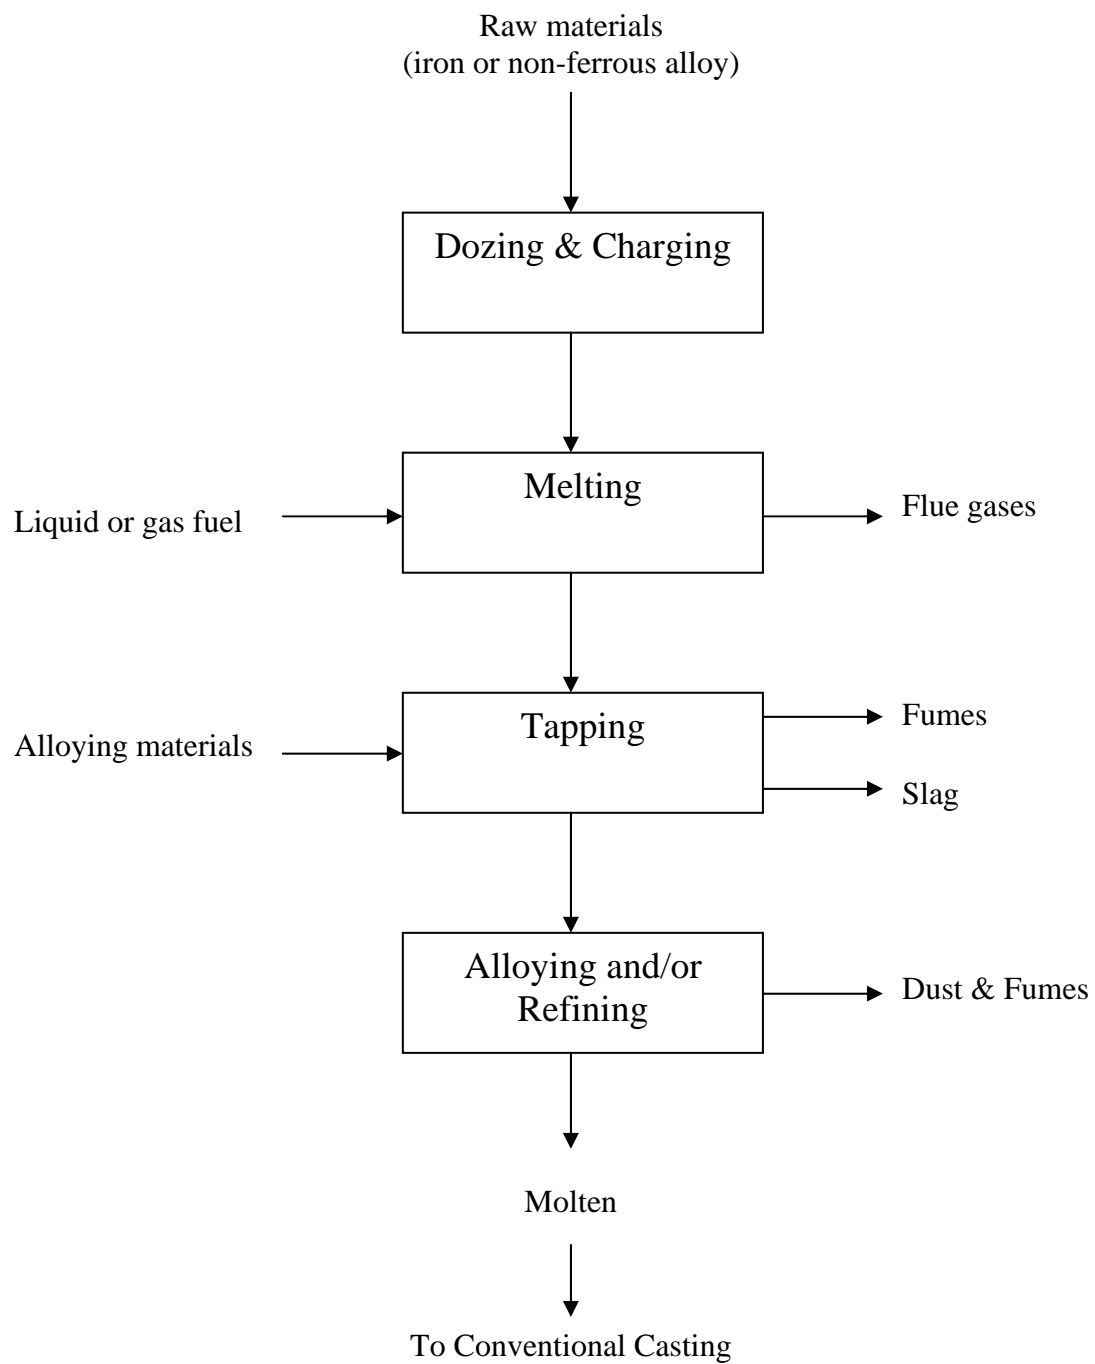 Raw materials
(iron or non-ferrous alloy)
Dozing & Charging
Melting
Liquid or gas fuel
Flue gases
Tapping
Alloying materials
Fumes
Slag
Alloying and/or
Refining
Dust & Fumes
Molten
To Conventional Casting